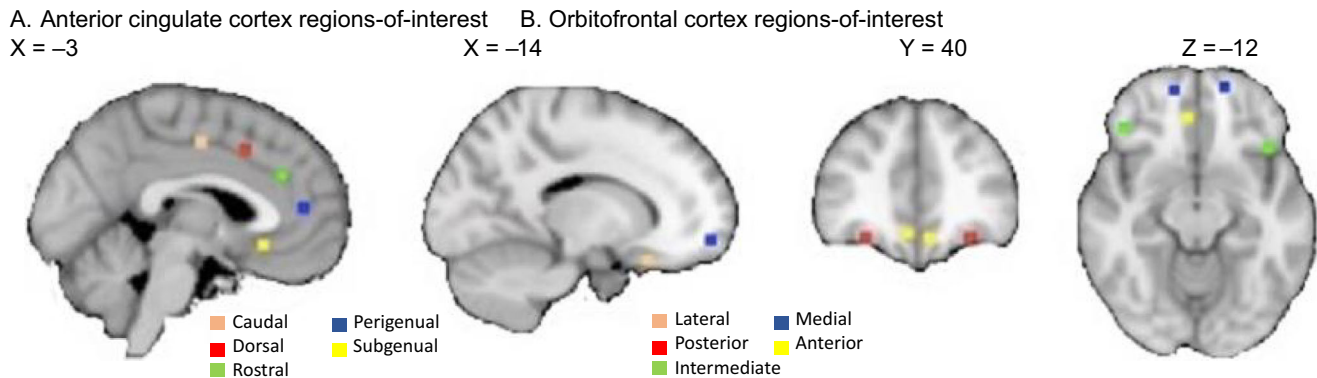 A. Anterior cingulate cortex regions-of-interest B. Orbitofrontal cortex regions-of-interest
X = –3 X = –14 Y = 40 Z = –12
Caudal Perigenual Lateral Medial
Dorsal Subgenual Posterior Anterior
Rostral Intermediate